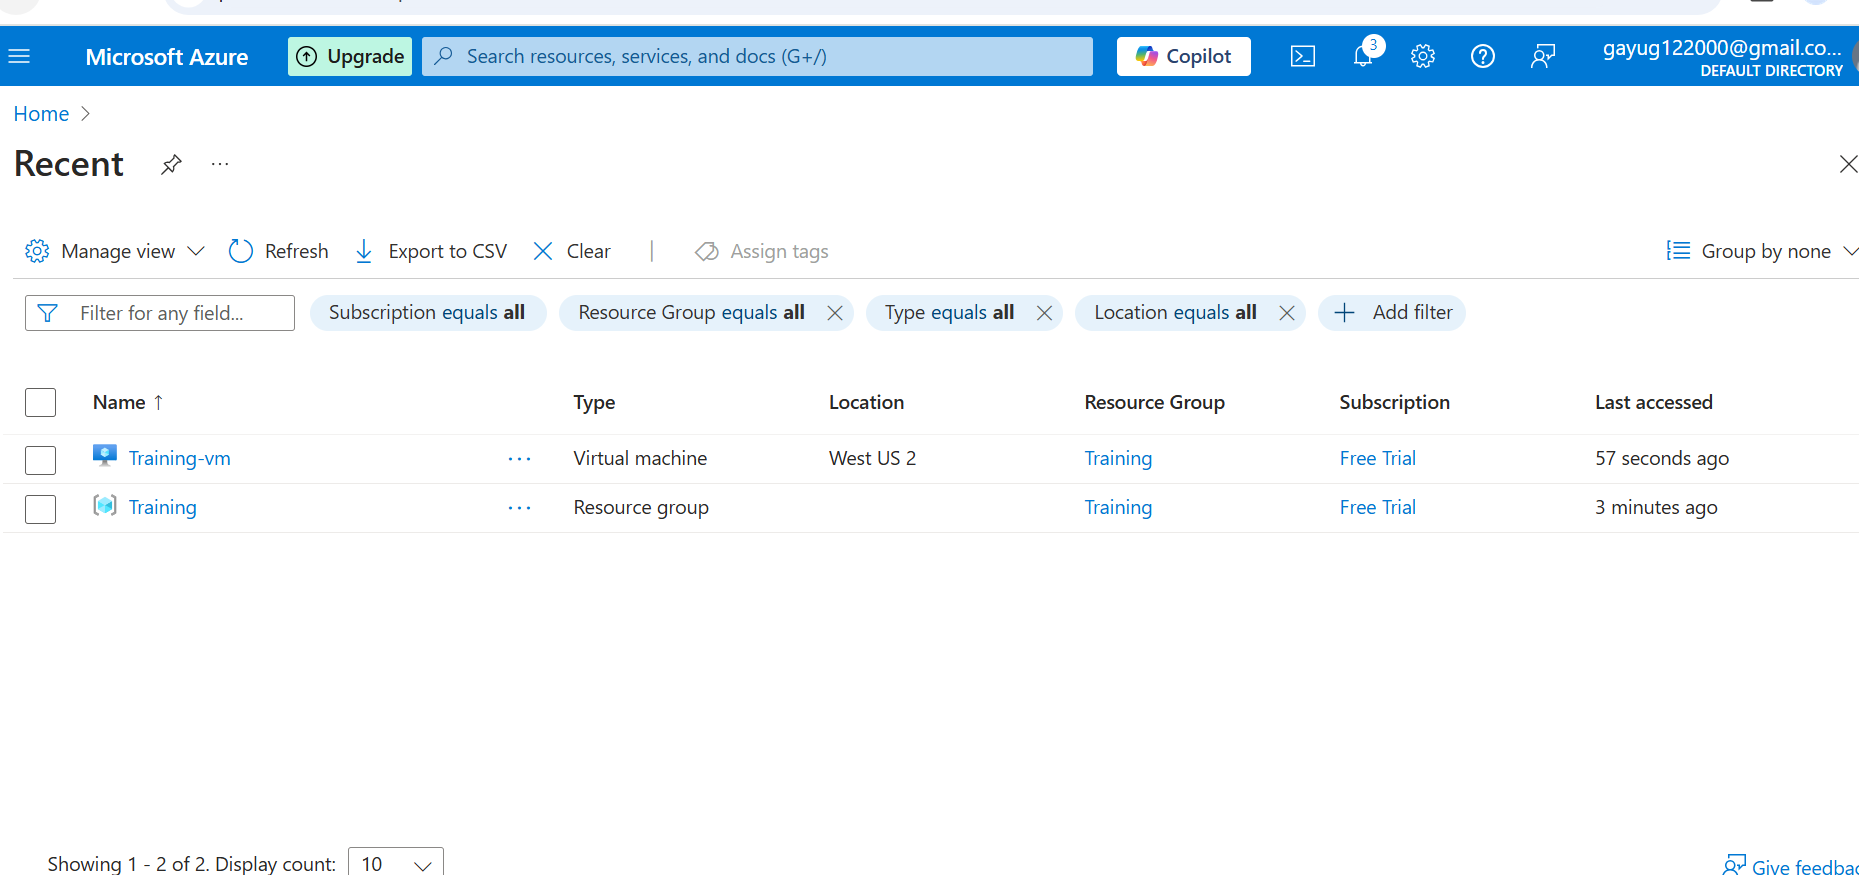 Microsoft Azure Upgrade Search resources, services, and docs (G+/) Copilot 3 gayug122000@gmail.co...
DEFAULT DIRECTORY
Home
Recent ...
Manage view Refresh Export to CSV Clear | Assign tags Group by none
Filter for any field... Subscription equals all Resource Group equals all Type equals all Location equals all Add filter
Name ↑ Type Location Resource Group Subscription Last accessed
Training-vm ... Virtual machine West US 2 Training Free Trial 57 seconds ago
Training ... Resource group Training Free Trial 3 minutes ago
Showing 1 - 2 of 2. Display count: 10 Give